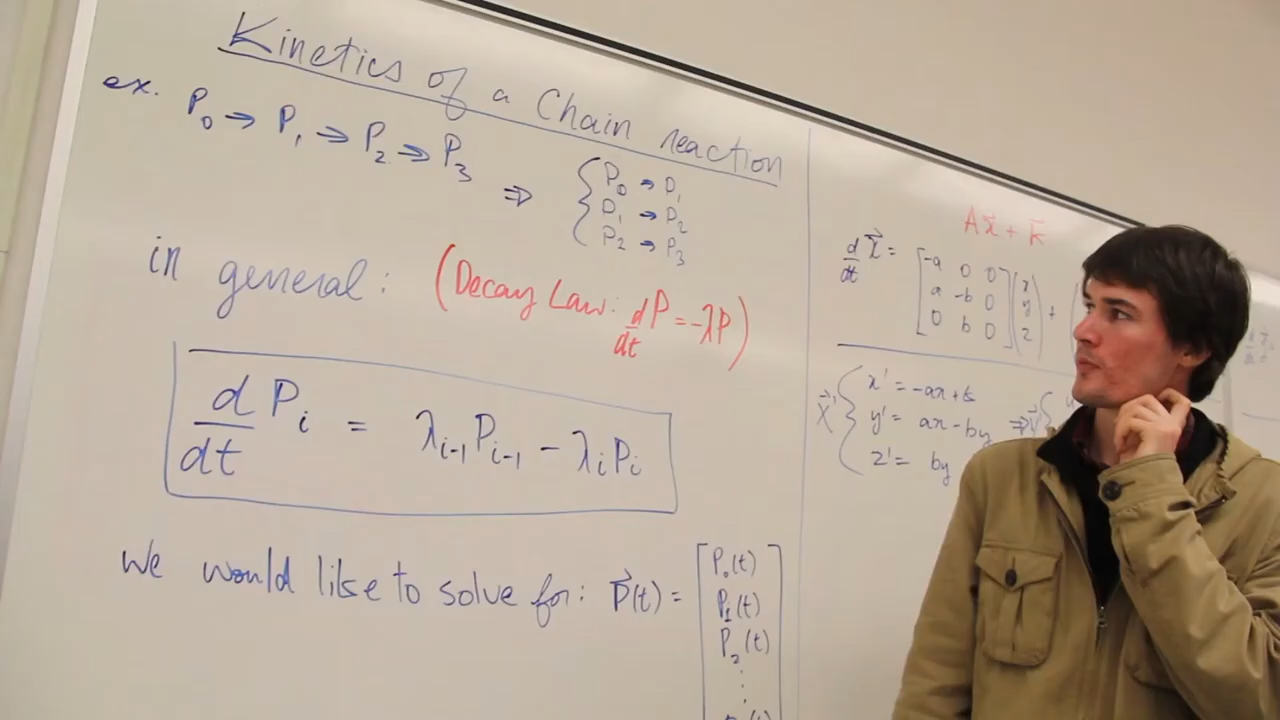 Kinetics of a Chain reaction
ex. P₀ → P₁ → P₂ → P₃
⇒ { P₀ → P₁
P₁ → P₂
P₂ → P₃
in general: (Decay Law: d/dt P = -λP)
d/dt Pᵢ = λᵢ₋₁Pᵢ₋₁ - λᵢPᵢ
We would like to solve for: P⃗(t) = [P₀(t)
P₁(t)
P₂(t)
⋮
Ax⃗ + k⃗
d/dt x⃗ = [-a 0 0] [x]
[a -b 0] [y] +
[0 b 0] [z]
x⃗' { x' = -ax + k
y' = ax - by ⇒
z' = by